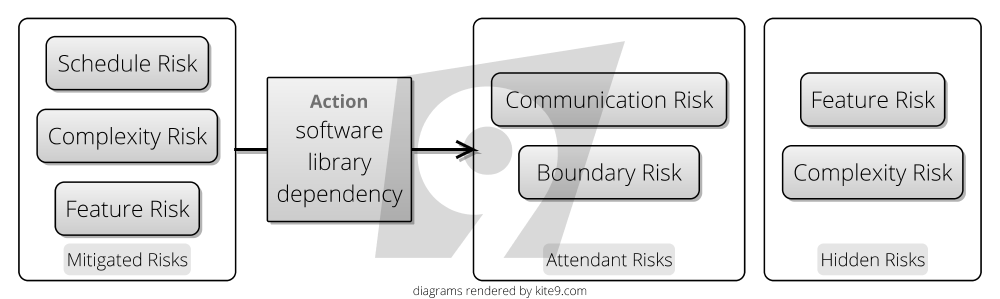 Schedule Risk
Complexity Risk
Feature Risk
Mitigated Risks
Action
software
library
dependency
Communication Risk
Boundary Risk
Attendant Risks
Feature Risk
Complexity Risk
Hidden Risks
diagrams rendered by kite9.com